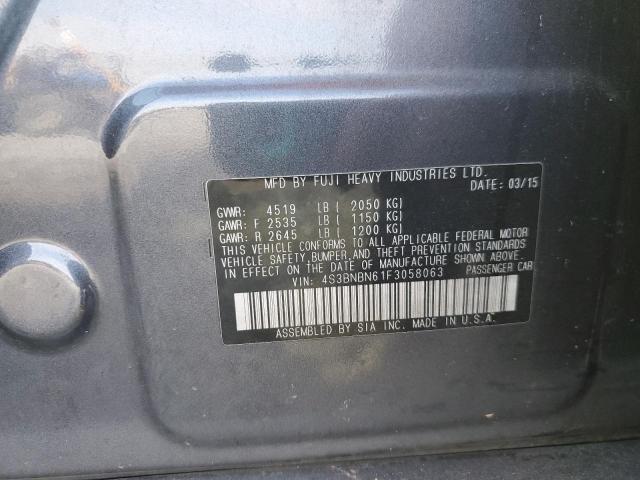 MFD BY FUJI HEAVY INDUSTRIES LTD.
DATE: 03/15
GVWR: 4519 LB ( 2050 KG)
GAWR: F 2535 LB ( 1150 KG)
GAWR: R 2645 LB ( 1200 KG)
THIS VEHICLE CONFORMS TO ALL APPLICABLE FEDERAL MOTOR
VEHICLE SAFETY, BUMPER, AND THEFT PREVENTION STANDARDS
IN EFFECT ON THE DATE OF MANUFACTURE SHOWN ABOVE.
VIN: 4S3BNBN61F3058063 PASSENGER CAR
ASSEMBLED BY SIA INC. MADE IN U.S.A.